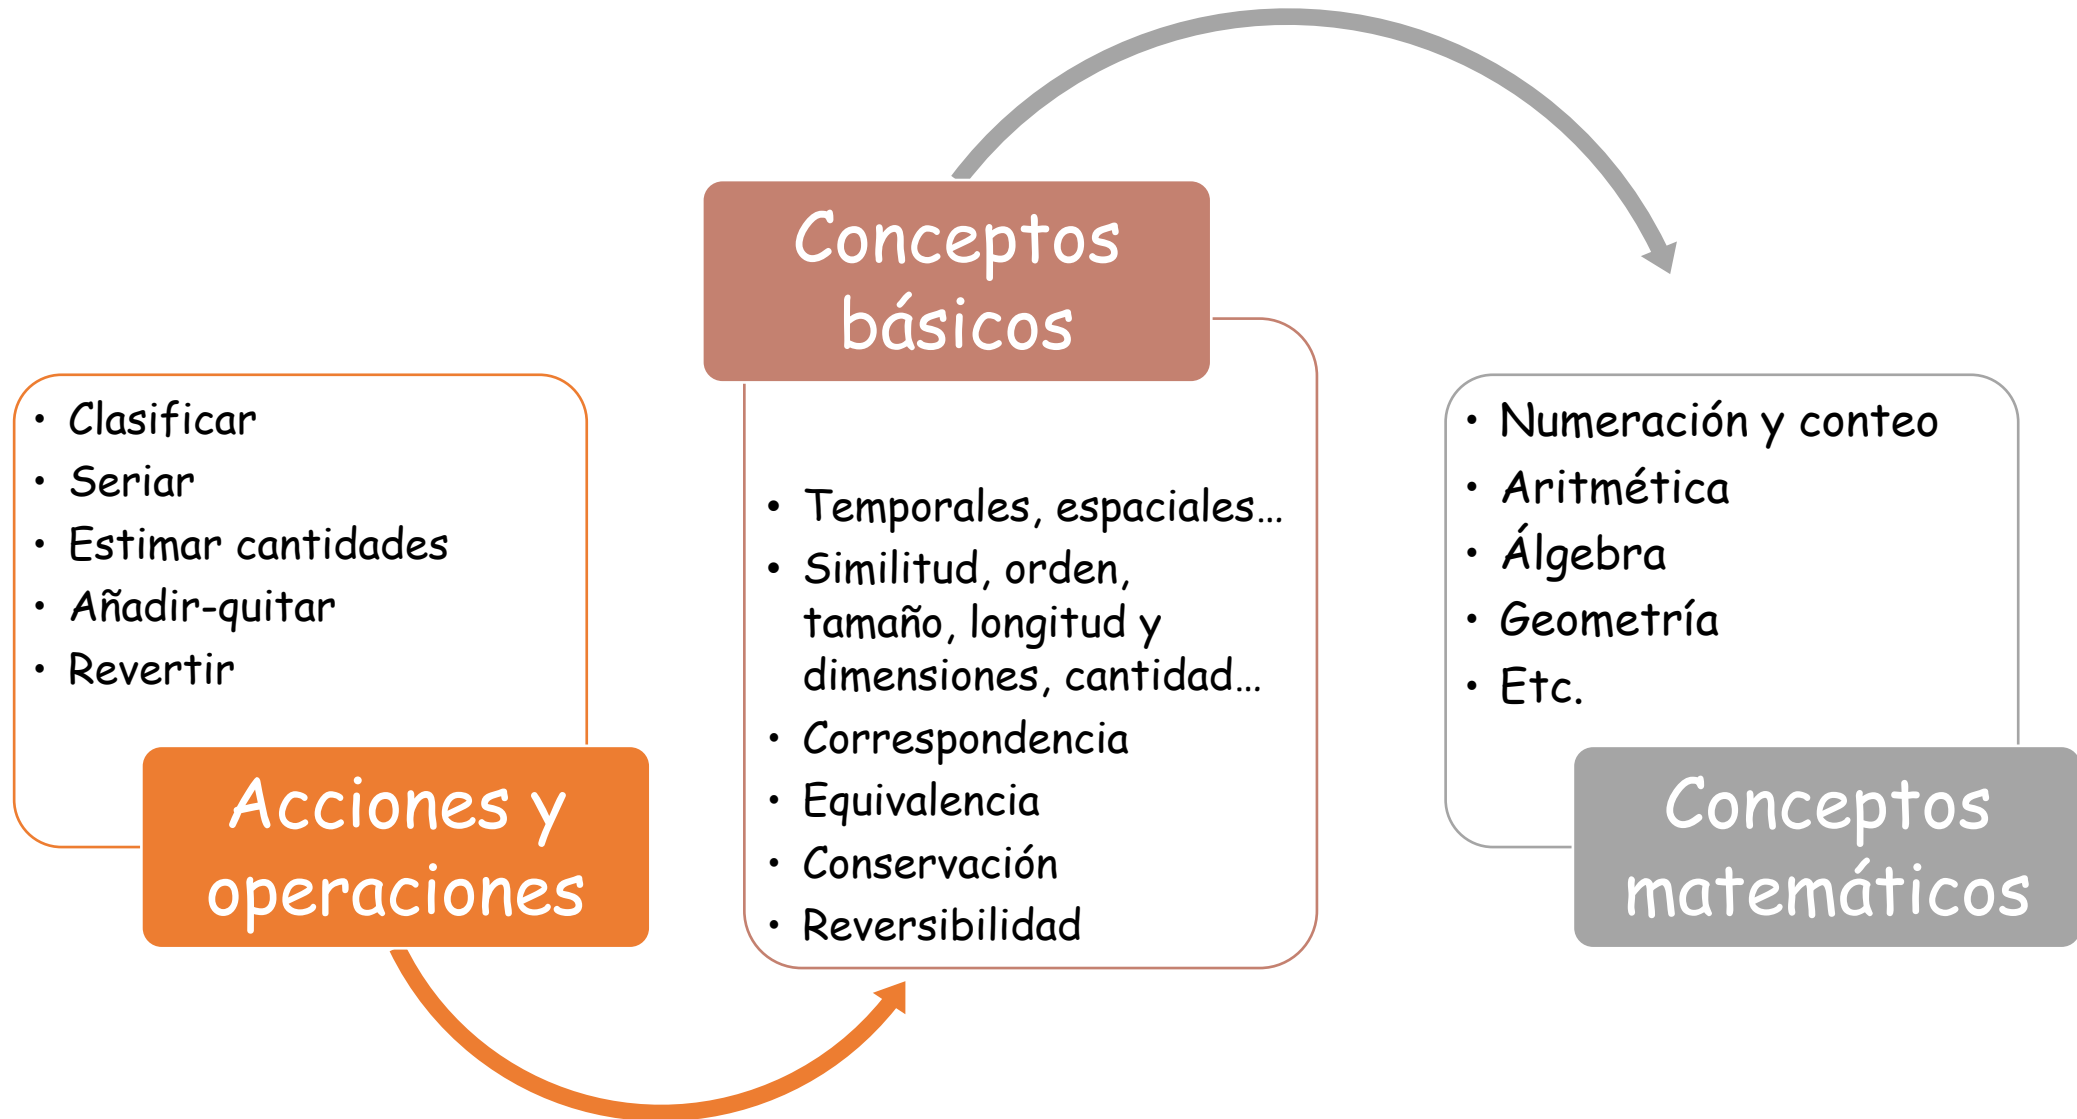 • Clasificar
• Seriar
• Estimar cantidades
• Añadir-quitar
• Revertir
Acciones y
operaciones
Conceptos
básicos
• Temporales, espaciales...
• Similitud, orden,
tamaño, longitud y
dimensiones, cantidad...
• Correspondencia
• Equivalencia
• Conservación
• Reversibilidad
• Numeración y conteo
• Aritmética
• Álgebra
• Geometría
• Etc.
Conceptos
matemáticos